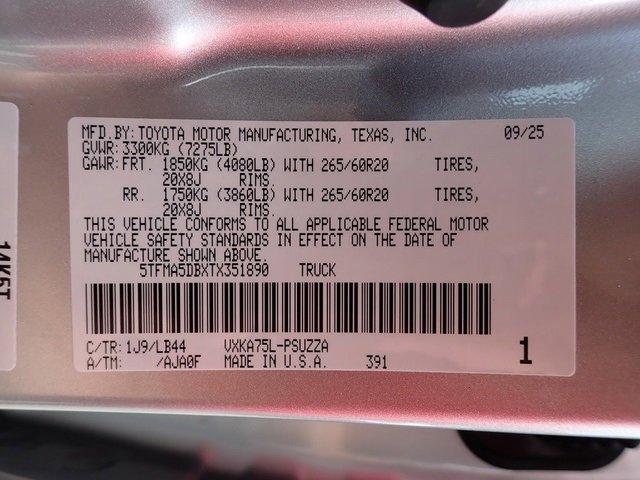 MFD.BY: TOYOTA MOTOR MANUFACTURING, TEXAS, INC. 09/25
GVWR: 3300KG (7275LB)
GAWR: FRT. 1850KG (4080LB) WITH 265/60R20 TIRES,
20X8J RIMS.
RR. 1750KG (3860LB) WITH 265/60R20 TIRES,
20X8J RIMS.
THIS VEHICLE CONFORMS TO ALL APPLICABLE FEDERAL MOTOR
VEHICLE SAFETY STANDARDS IN EFFECT ON THE DATE OF
MANUFACTURE SHOWN ABOVE.
5TFMA5DBXTX351890 TRUCK
C/TR: 1J9/LB44 VXKA75L-PSUZZA
A/TM: /AJA0F MADE IN U.S.A. 391 1